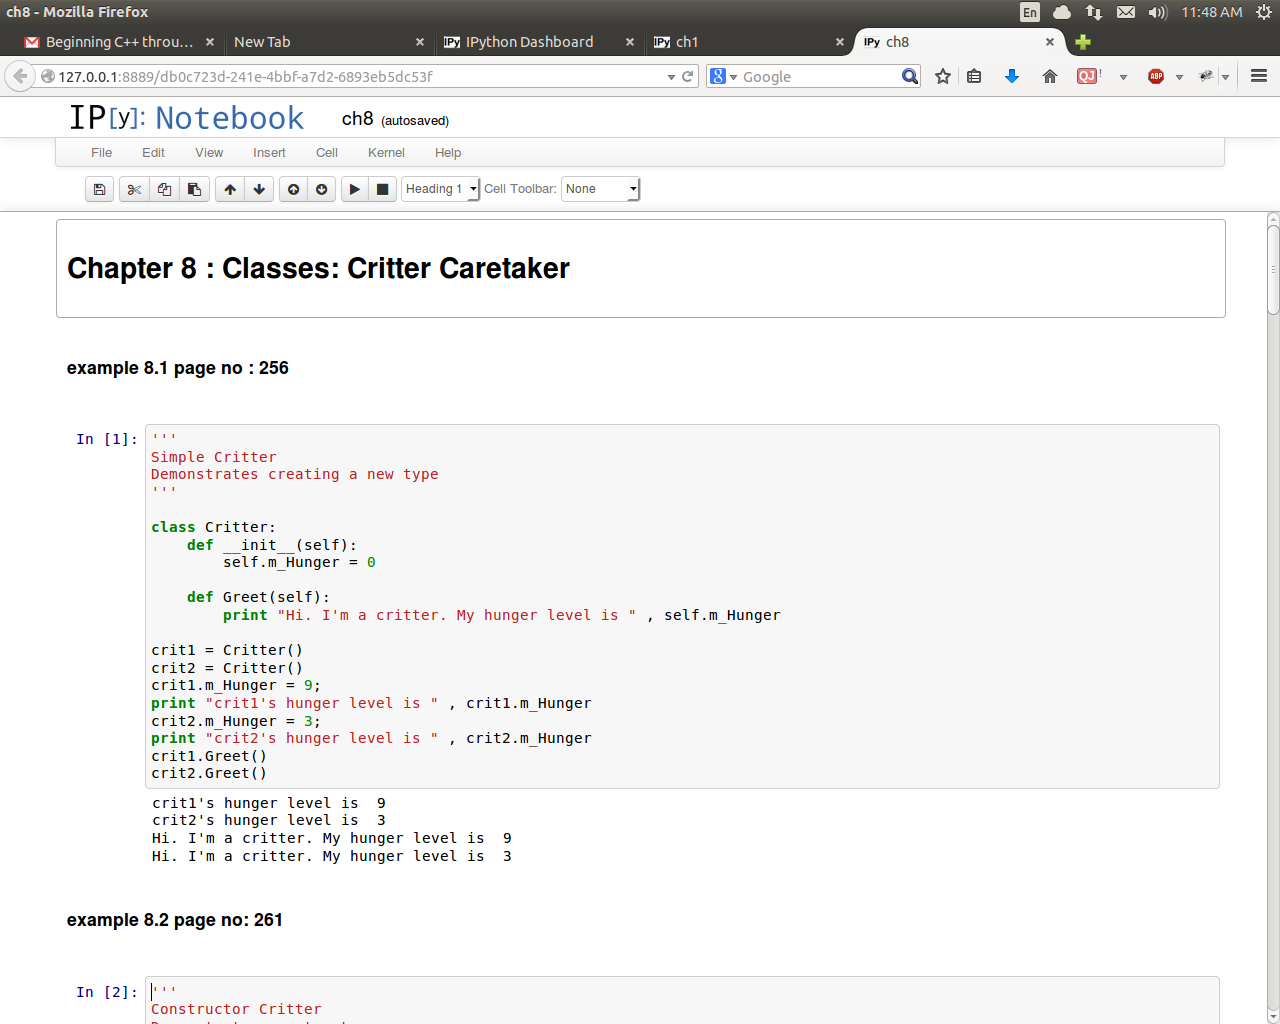 ch8 - Mozilla Firefox
En
11:48 AM
Beginning C++ throu...
New Tab
IPy IPython Dashboard
IPy ch1
IPy ch8
127.0.0.1:8889/db0c723d-241e-4bbf-a7d2-6893eb5dc53f
8 Google
QJ !
ABP
IP[y]: Notebook
ch8 (autosaved)
File Edit View Insert Cell Kernel Help
Heading 1 Cell Toolbar: None
Chapter 8 : Classes: Critter Caretaker
example 8.1 page no : 256
In [1]: '''
Simple Critter
Demonstrates creating a new type
'''
class Critter:
    def __init__(self):
        self.m_Hunger = 0
    def Greet(self):
        print "Hi. I'm a critter. My hunger level is " , self.m_Hunger
crit1 = Critter()
crit2 = Critter()
crit1.m_Hunger = 9;
print "crit1's hunger level is " , crit1.m_Hunger
crit2.m_Hunger = 3;
print "crit2's hunger level is " , crit2.m_Hunger
crit1.Greet()
crit2.Greet()
crit1's hunger level is  9
crit2's hunger level is  3
Hi. I'm a critter. My hunger level is  9
Hi. I'm a critter. My hunger level is  3
example 8.2 page no: 261
In [2]: '''
Constructor Critter